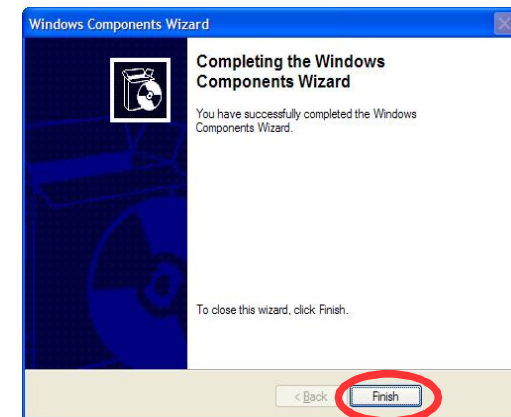 Windows Components Wizard
Completing the Windows
Components Wizard
You have successfully completed the Windows
Components Wizard.
To close this wizard, click Finish.
< Back
Finish